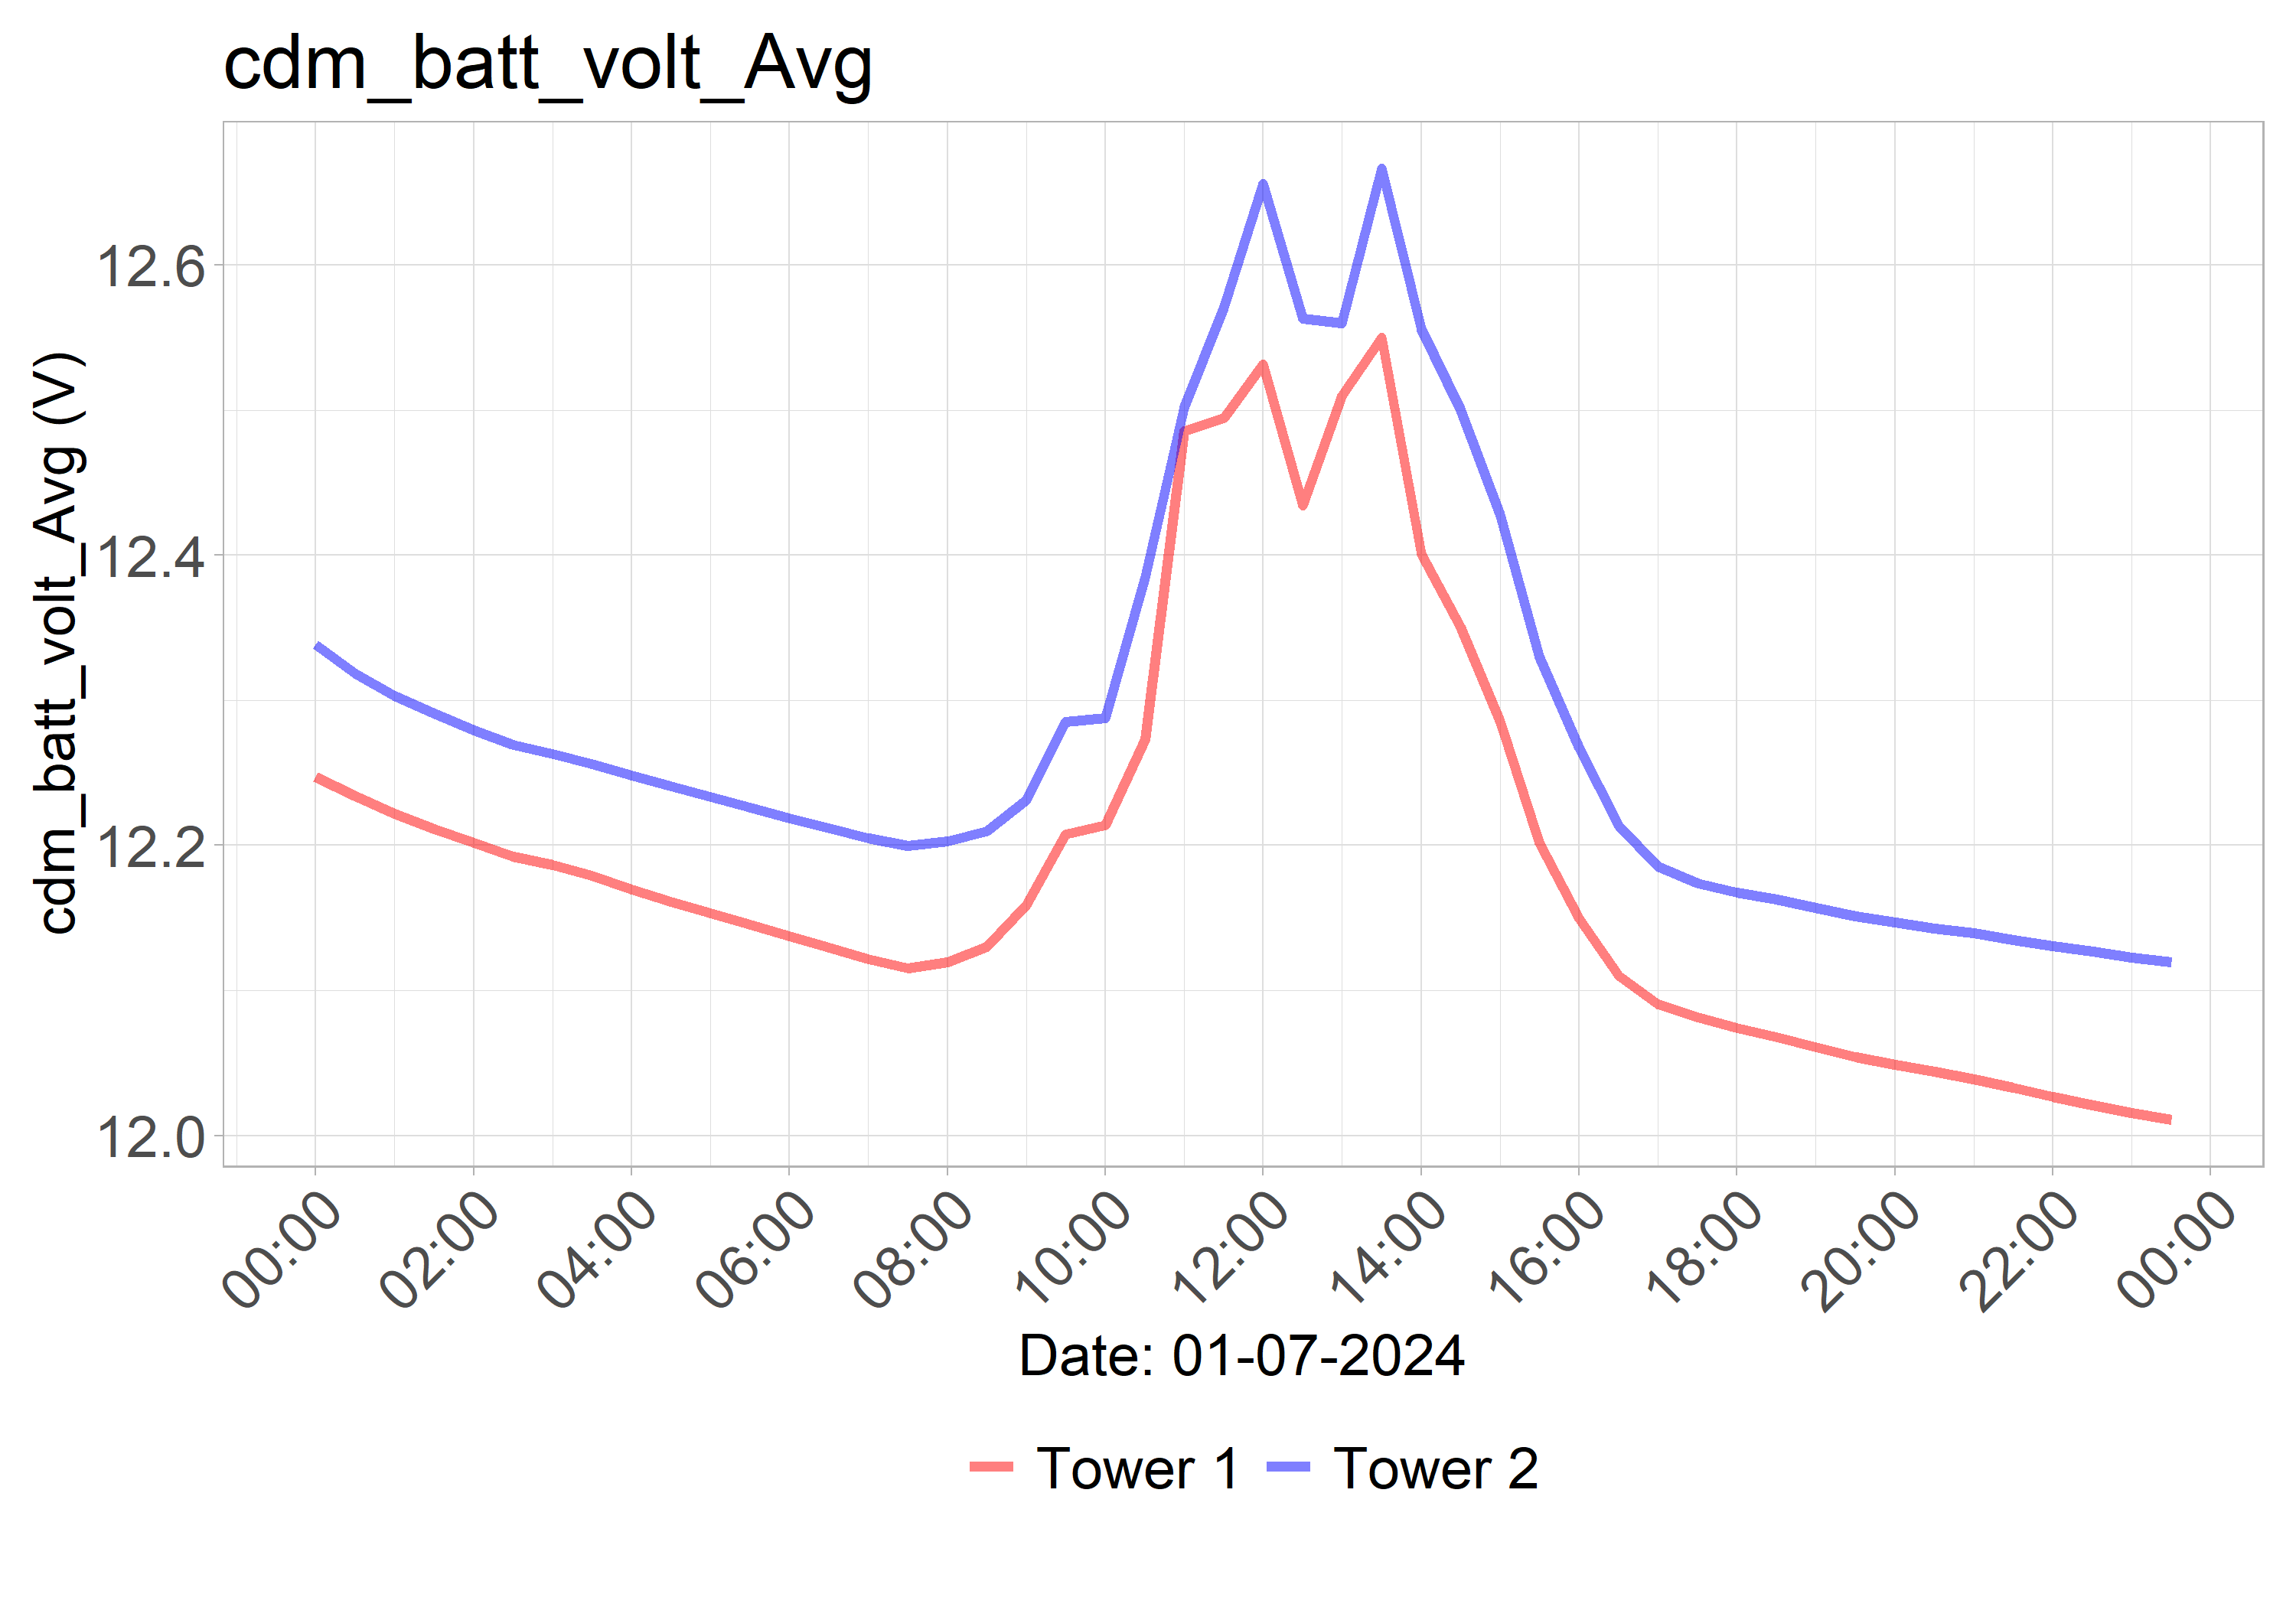 cdm_batt_volt_Avg
cdm_batt_volt_Avg (V)
12.6
12.4
12.2
12.0
00:00 02:00 04:00 06:00 08:00 10:00 12:00 14:00 16:00 18:00 20:00 22:00 00:00
Date: 01-07-2024
Tower 1 Tower 2